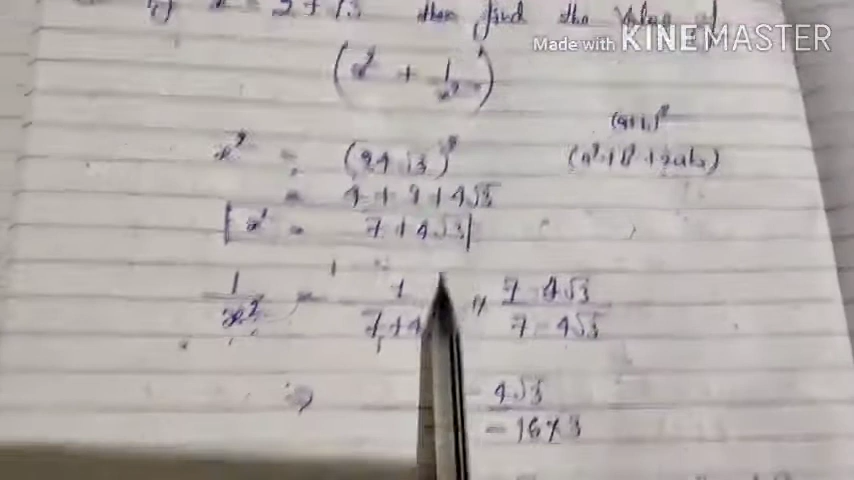 x = 2 + √3 then find the value of
Made with KINEMASTER
(x² + 1/x²)
(a+b)²
x² = (2+√3)²
(a²+b²+2ab)
= 4 + 3 + 4√3
x² = 7 + 4√3
1/x² = 1/7+4 × 7-4√3/7-4√3
⇒ 4√3
- 16×3